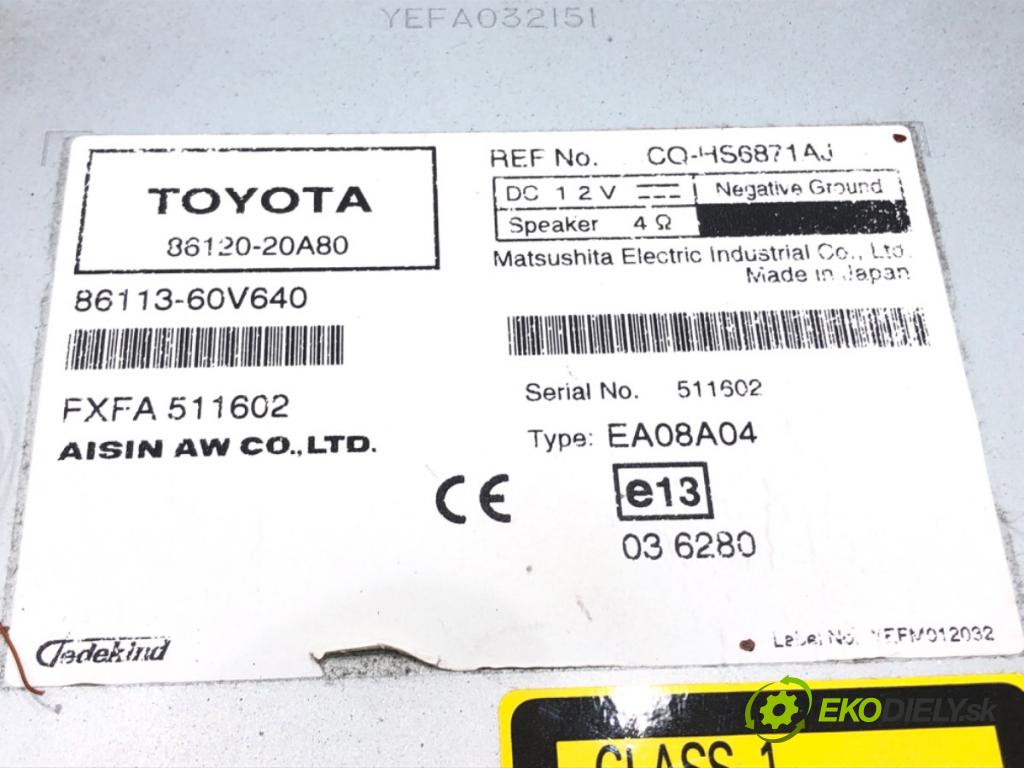 YEFA032151
TOYOTA
86120-20A80
86113-60V640
FXFA 511602
AISIN AW CO.,LTD.
REF No. CQ-HS6871AJ
DC 12V Negative Ground
Speaker 4Ω
Matsushita Electric Industrial Co., Ltd.
Made in Japan
Serial No. 511602
Type: EA08A04
CE
e13
03 6280
Label No. YEFM012032
CLASS 1
EKODIELY.sk